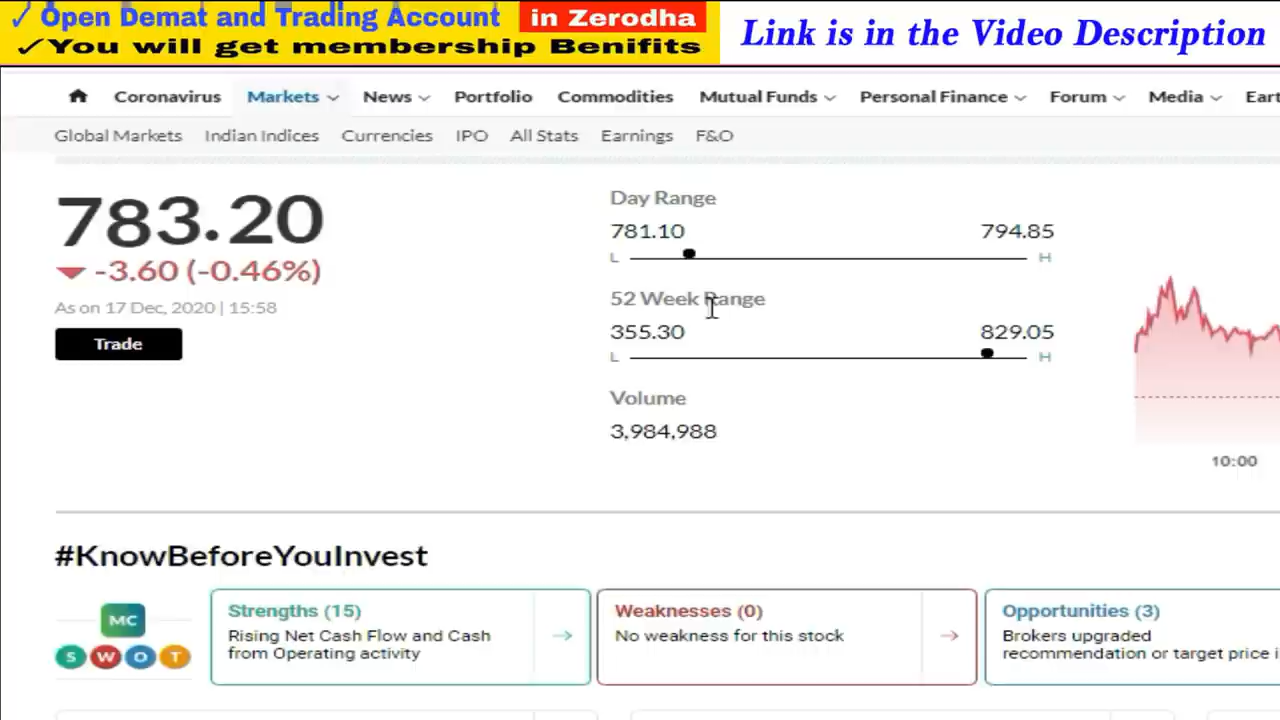 ✓ Open Demat and Trading Account in Zerodha
✓You will get membership Benifits
Link is in the Video Description
Coronavirus Markets News Portfolio Commodities Mutual Funds Personal Finance Forum Media Eart
Global Markets Indian Indices Currencies IPO All Stats Earnings F&O
783.20
-3.60 (-0.46%)
As on 17 Dec, 2020 | 15:58
Trade
Day Range
781.10 794.85
L H
52 Week Range
355.30 829.05
L H
Volume
3,984,988
10:00
#KnowBeforeYouInvest
MC
S W O T
Strengths (15)
Rising Net Cash Flow and Cash
from Operating activity
Weaknesses (0)
No weakness for this stock
Opportunities (3)
Brokers upgraded
recommendation or target price i